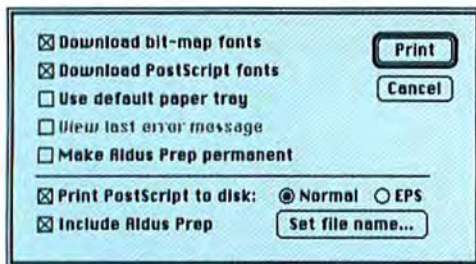 Download bit-map fonts
Print
Download PostScript fonts
Cancel
Use default paper tray
View last error message
Make Aldus Prep permanent
Print PostScript to disk: Normal EPS
Include Aldus Prep Set file name...